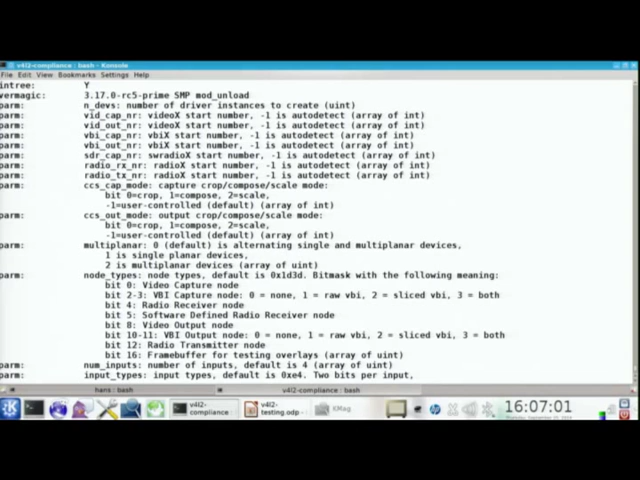 v4l2-compliance : bash - Konsole
File Edit View Bookmarks Settings Help
intree: Y
vermagic: 3.17.0-rc5-prime SMP mod_unload
parm: n_devs: number of driver instances to create (uint)
parm: vid_cap_nr: videoX start number, -1 is autodetect (array of int)
parm: vid_out_nr: videoX start number, -1 is autodetect (array of int)
parm: vbi_cap_nr: vbiX start number, -1 is autodetect (array of int)
parm: vbi_out_nr: vbiX start number, -1 is autodetect (array of int)
parm: sdr_cap_nr: swradioX start number, -1 is autodetect (array of int)
parm: radio_rx_nr: radioX start number, -1 is autodetect (array of int)
parm: radio_tx_nr: radioX start number, -1 is autodetect (array of int)
parm: ccs_cap_mode: capture crop/compose/scale mode:
bit 0=crop, 1=compose, 2=scale,
-1=user-controlled (default) (array of int)
parm: ccs_out_mode: output crop/compose/scale mode:
bit 0=crop, 1=compose, 2=scale,
-1=user-controlled (default) (array of int)
parm: multiplanar: 0 (default) is alternating single and multiplanar devices,
1 is single planar devices,
2 is multiplanar devices (array of uint)
parm: node_types: node types, default is 0x1d3d. Bitmask with the following meaning:
bit 0: Video Capture node
bit 2-3: VBI Capture node: 0 = none, 1 = raw vbi, 2 = sliced vbi, 3 = both
bit 4: Radio Receiver node
bit 5: Software Defined Radio Receiver node
bit 8: Video Output node
bit 10-11: VBI Output node: 0 = none, 1 = raw vbi, 2 = sliced vbi, 3 = both
bit 12: Radio Transmitter node
bit 16: Framebuffer for testing overlays (array of uint)
parm: num_inputs: number of inputs, default is 4 (array of uint)
parm: input_types: input types, default is 0xe4. Two bits per input,
hans : bash v4l2-compliance : bash
v4l2-compliance :
v4l2-testing.odp -
KMag
16:07:01